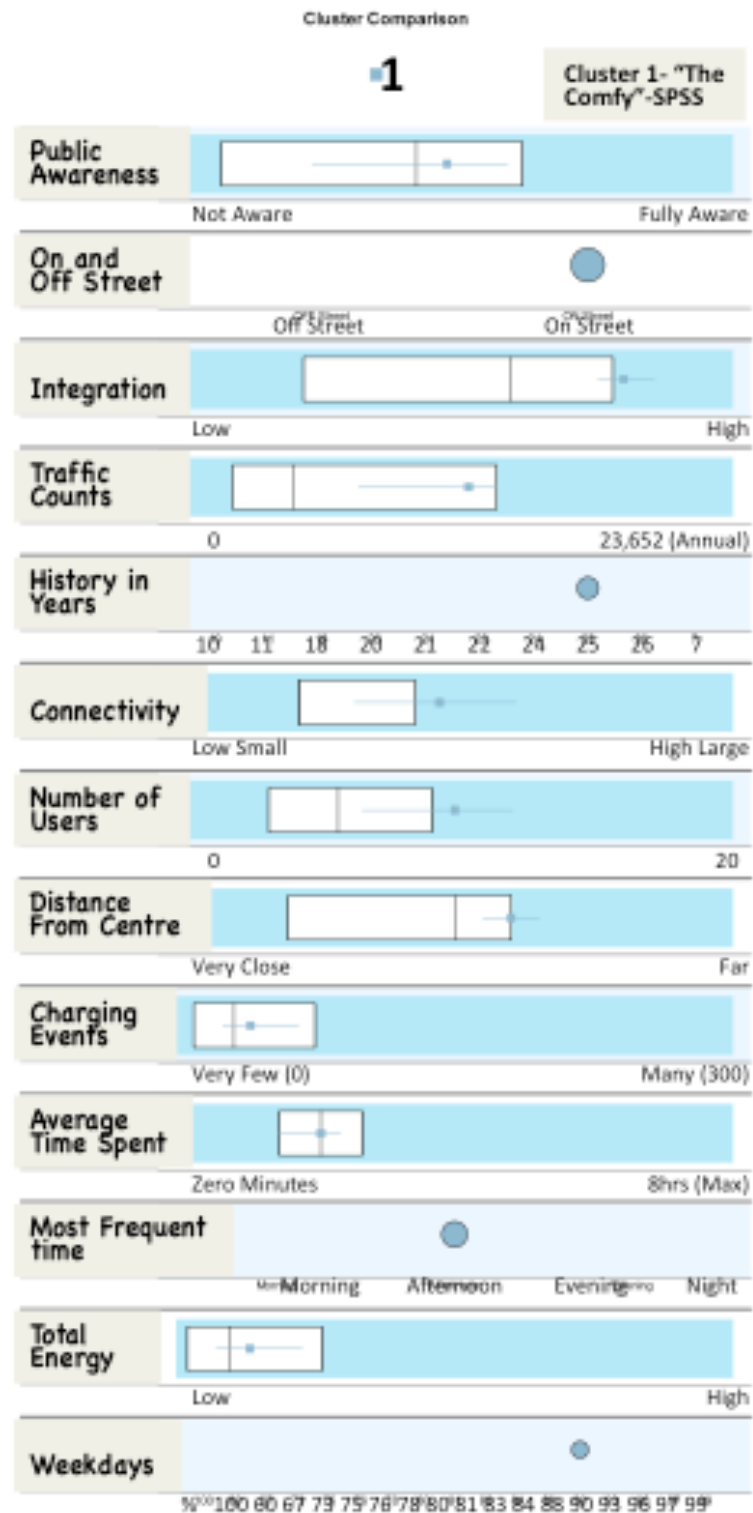 Cluster Comparison
1
Cluster 1- “The
Comfy”-SPSS
Public
Awareness
Not Aware Fully Aware
On and
Off Street
Off Street On Street
Integration
Low High
Traffic
Counts
0 23,652 (Annual)
History in
Years
10 11 18 20 21 22 24 25 26 7
Connectivity
Low Small High Large
Number of
Users
0 20
Distance
From Centre
Very Close Far
Charging
Events
Very Few (0) Many (300)
Average
Time Spent
Zero Minutes 8hrs (Max)
Most Frequent
time
Morning Afternoon Evening Night
Total
Energy
Low High
Weekdays
% 100 60 67 73 75 76 78 80 81 83 84 88 90 93 96 97 99